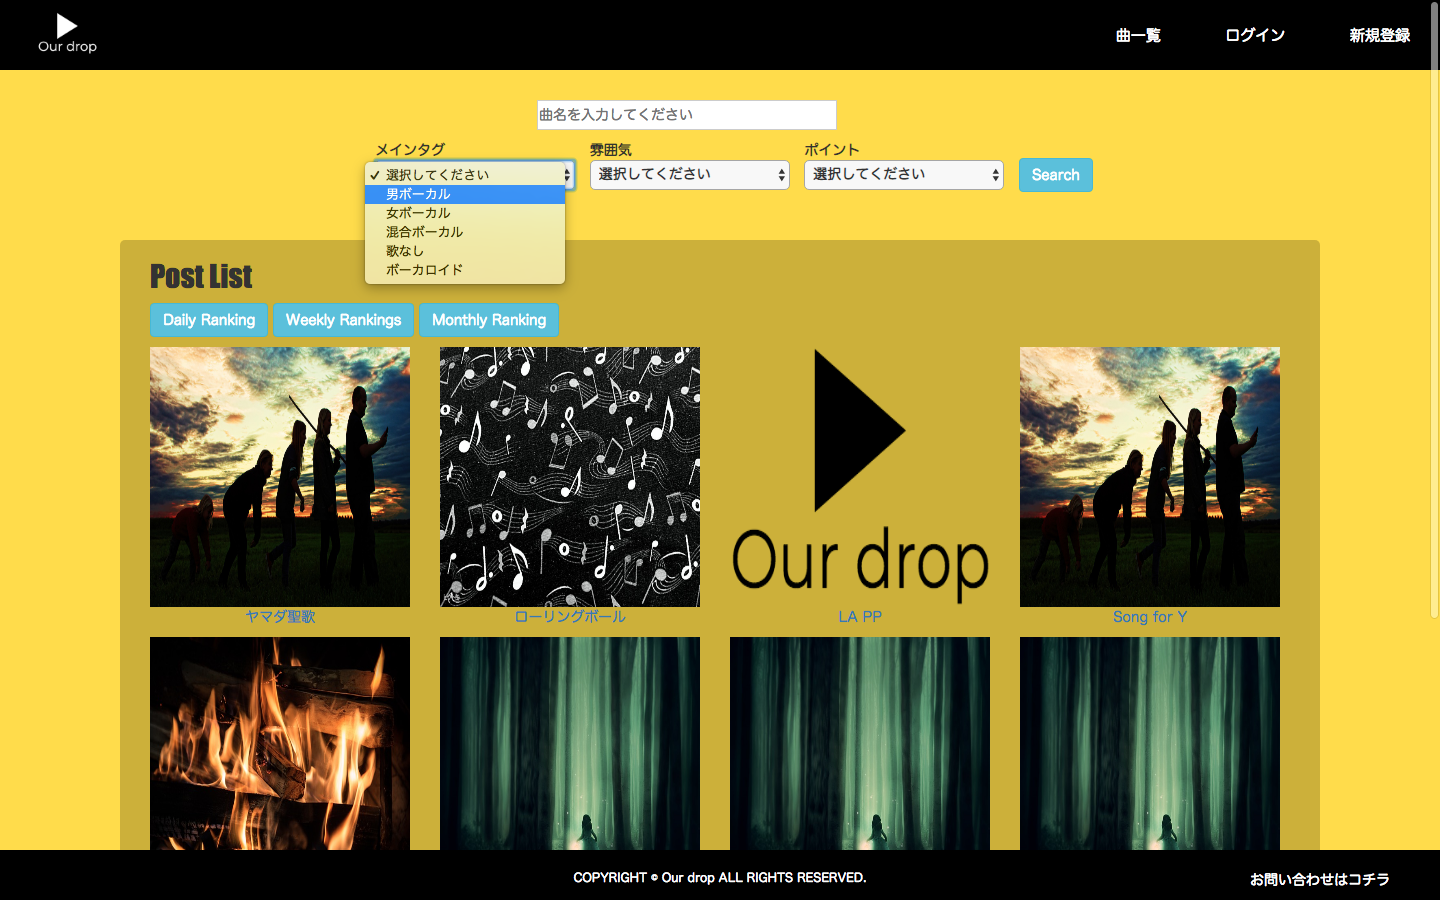 Our drop
曲一覧 ログイン 新規登録
曲名を入力してください
メインタグ 雰囲気 ポイント
✓ 選択してください 選択してください 選択してください Search
男ボーカル
女ボーカル
混合ボーカル
歌なし
ボーカロイド
Post List
Daily Ranking Weekly Rankings Monthly Ranking
Our drop
ヤマダ聖歌 ローリングボール LA PP Song for Y
COPYRIGHT © Our drop ALL RIGHTS RESERVED.
お問い合わせはコチラ